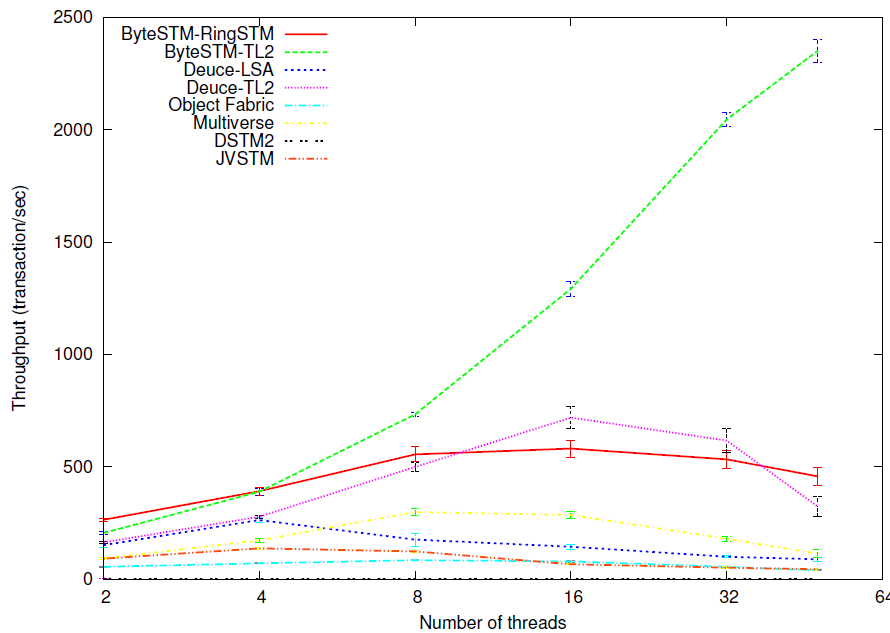 2500
2000
1500
1000
500
0
Throughput (transaction/sec)
ByteSTM-RingSTM
ByteSTM-TL2
Deuce-LSA
Deuce-TL2
Object Fabric
Multiverse
DSTM2
JVSTM
2 4 8 16 32 64
Number of threads